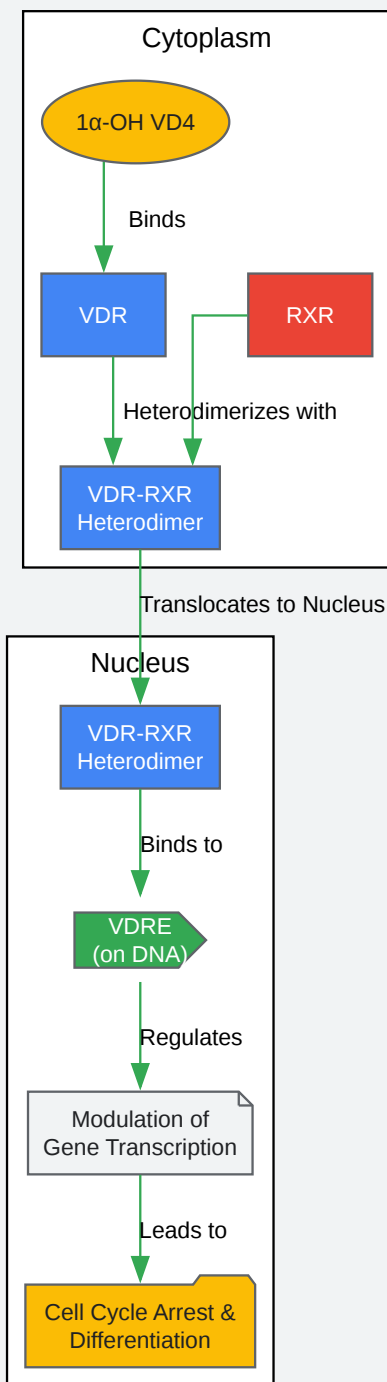 Cytoplasm
1α-OH VD4
Binds
VDR
RXR
Heterodimerizes with
VDR-RXR
Heterodimer
Translocates to Nucleus
Nucleus
VDR-RXR
Heterodimer
Binds to
VDRE
(on DNA)
Regulates
Modulation of
Gene Transcription
Leads to
Cell Cycle Arrest &
Differentiation